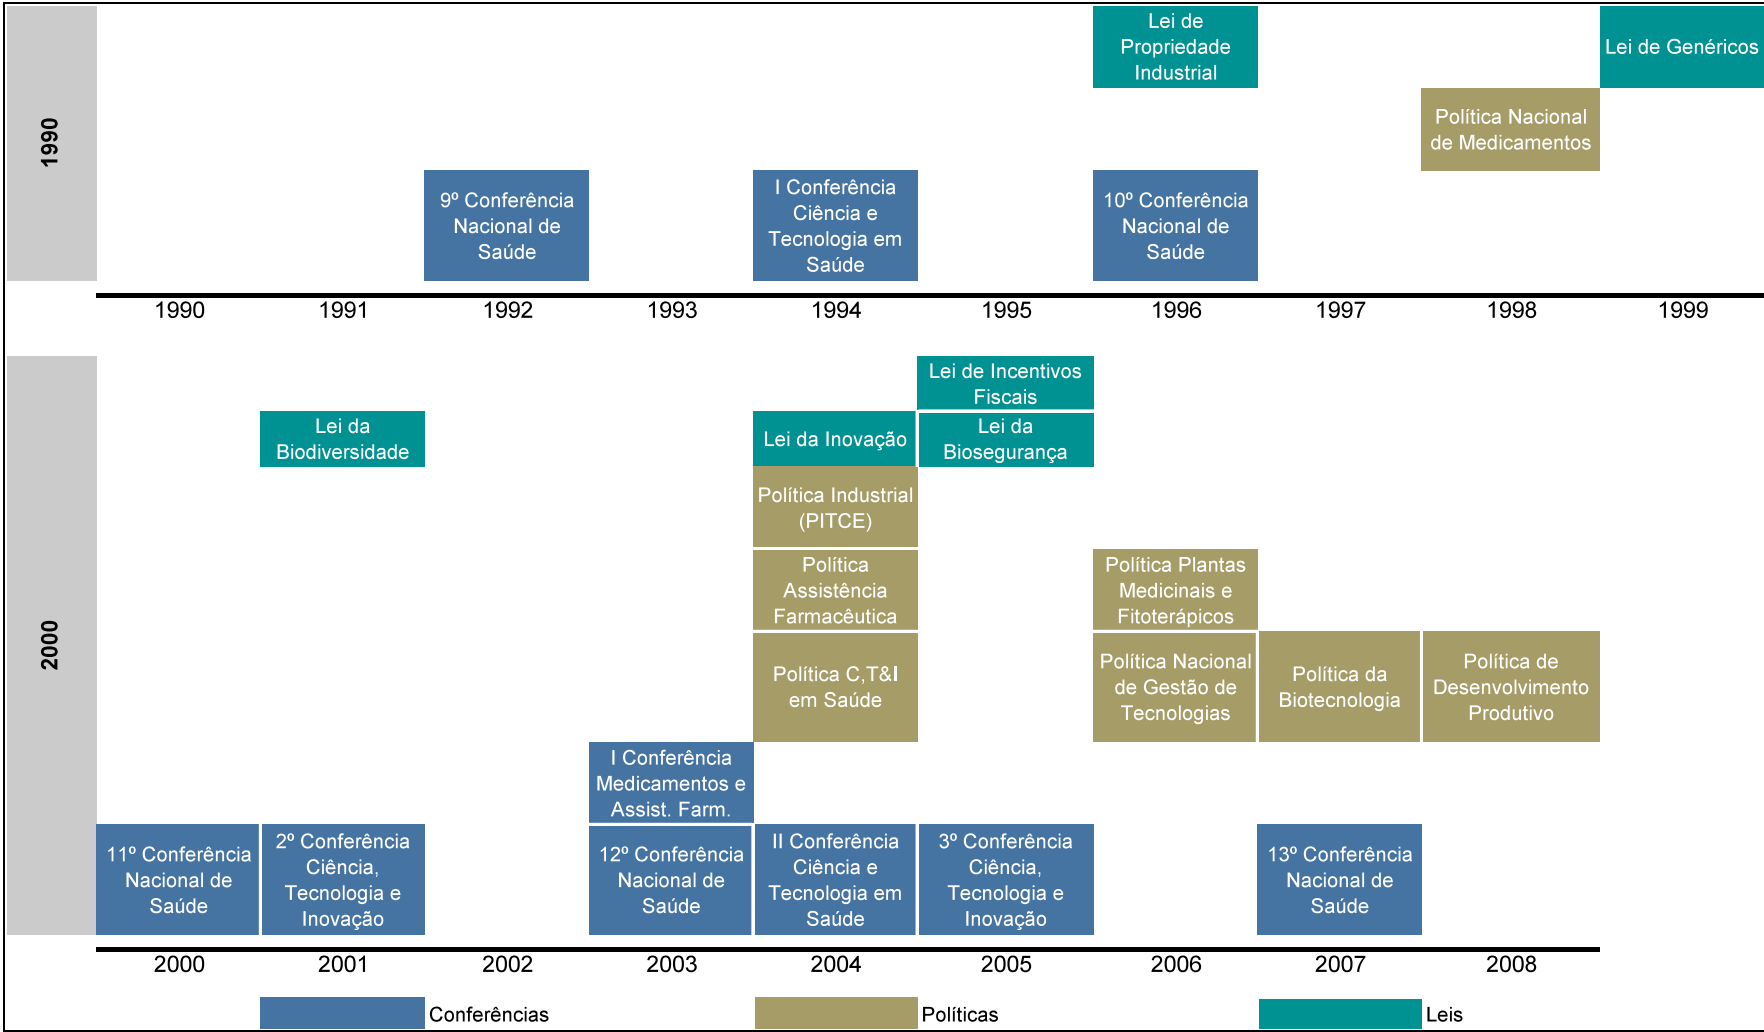 1990
Lei de
Propriedade
Industrial
Lei de Genéricos
Política Nacional
de Medicamentos
9º Conferência
Nacional de
Saúde
I Conferência
Ciência e
Tecnologia em
Saúde
10º Conferência
Nacional de
Saúde
1990 1991 1992 1993 1994 1995 1996 1997 1998 1999
2000
Lei de Incentivos
Fiscais
Lei da
Biodiversidade
Lei da Inovação
Lei da
Biosegurança
Política Industrial
(PITCE)
Política
Assistência
Farmacêutica
Política Plantas
Medicinais e
Fitoterápicos
Política C,T&I
em Saúde
Política Nacional
de Gestão de
Tecnologias
Política da
Biotecnologia
Política de
Desenvolvimento
Produtivo
I Conferência
Medicamentos e
Assist. Farm.
11º Conferência
Nacional de
Saúde
2º Conferência
Ciência,
Tecnologia e
Inovação
12º Conferência
Nacional de
Saúde
II Conferência
Ciência e
Tecnologia em
Saúde
3º Conferência
Ciência,
Tecnologia e
Inovação
13º Conferência
Nacional de
Saúde
2000 2001 2002 2003 2004 2005 2006 2007 2008
Conferências Políticas Leis